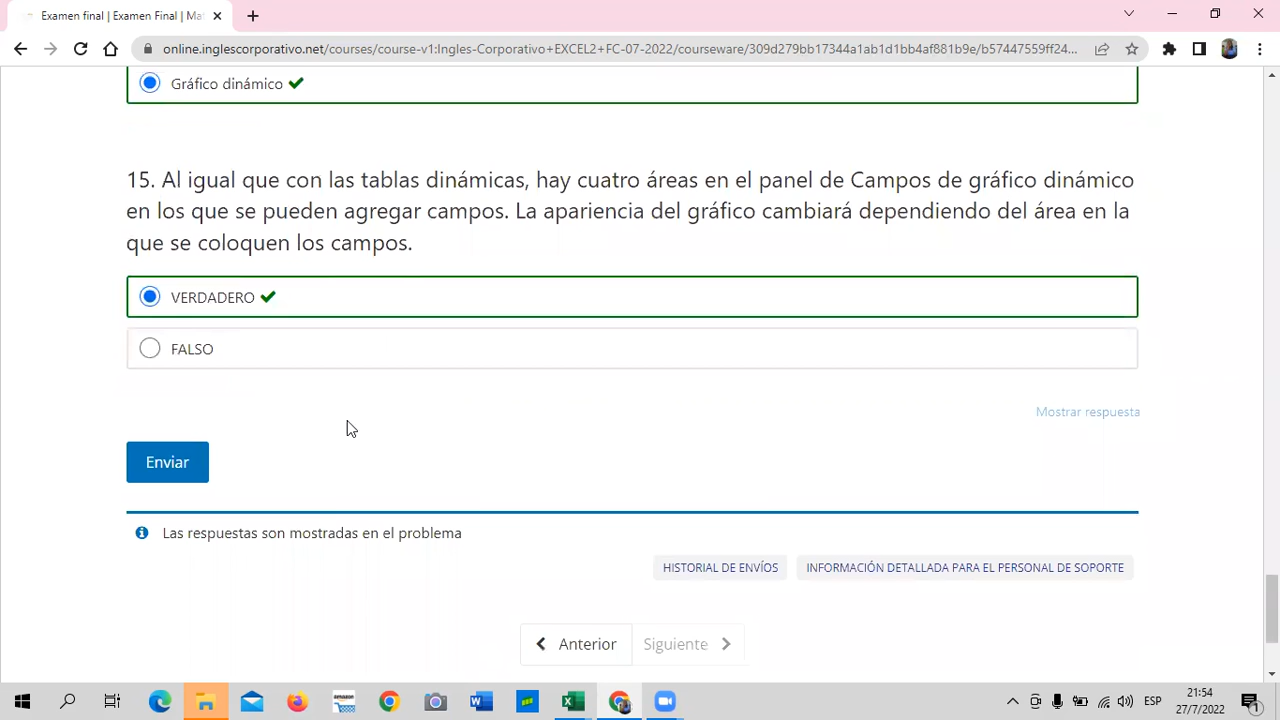 Examen final | Examen Final | Ma
online.inglescorporativo.net/courses/course-v1:Ingles-Corporativo+EXCEL2+FC-07-2022/courseware/309d279bb17344a1ab1d1bb4af881b9e/b57447559ff24...
Gráfico dinámico
15. Al igual que con las tablas dinámicas, hay cuatro áreas en el panel de Campos de gráfico dinámico
en los que se pueden agregar campos. La apariencia del gráfico cambiará dependiendo del área en la
que se coloquen los campos.
VERDADERO
FALSO
Mostrar respuesta
Enviar
Las respuestas son mostradas en el problema
HISTORIAL DE ENVÍOS INFORMACIÓN DETALLADA PARA EL PERSONAL DE SOPORTE
Anterior Siguiente
amazon
ESP
21:54
27/7/2022
1